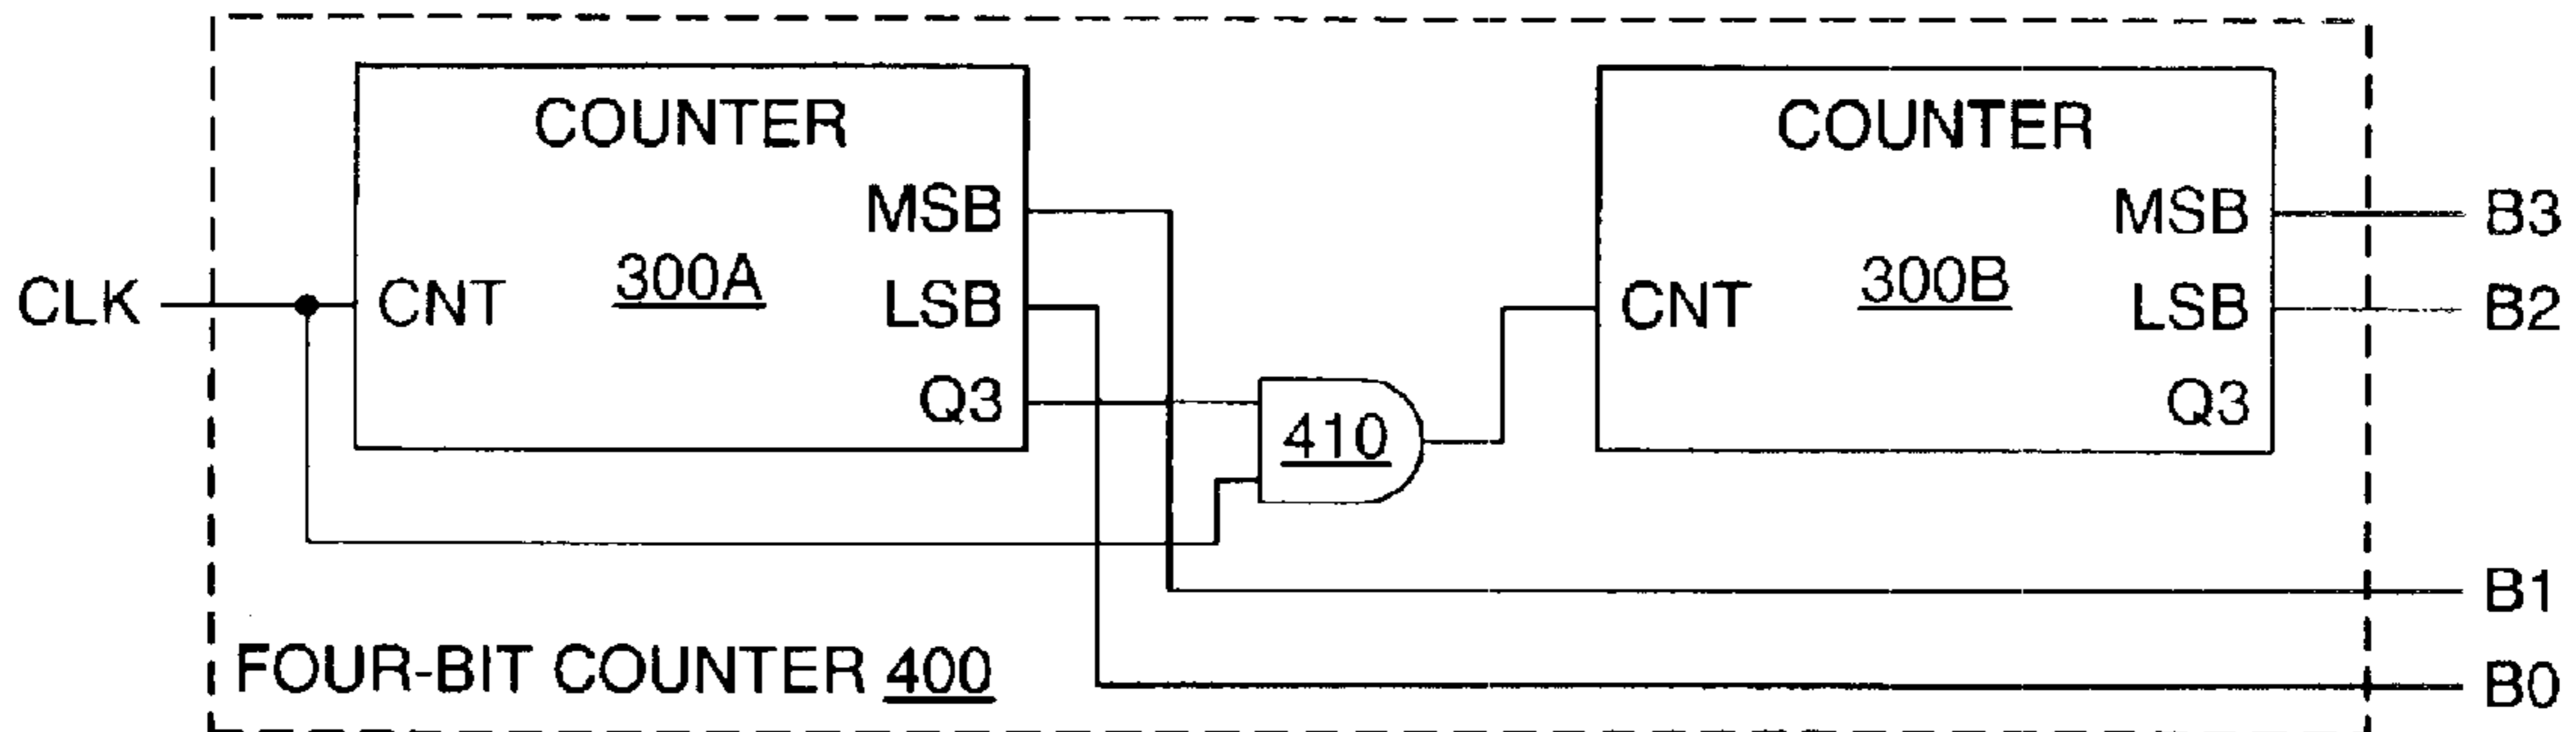 COUNTER
MSB
LSB
Q3
CNT
300A
CLK
410
COUNTER
MSB
LSB
Q3
CNT
300B
B3
B2
B1
B0
FOUR-BIT COUNTER 400